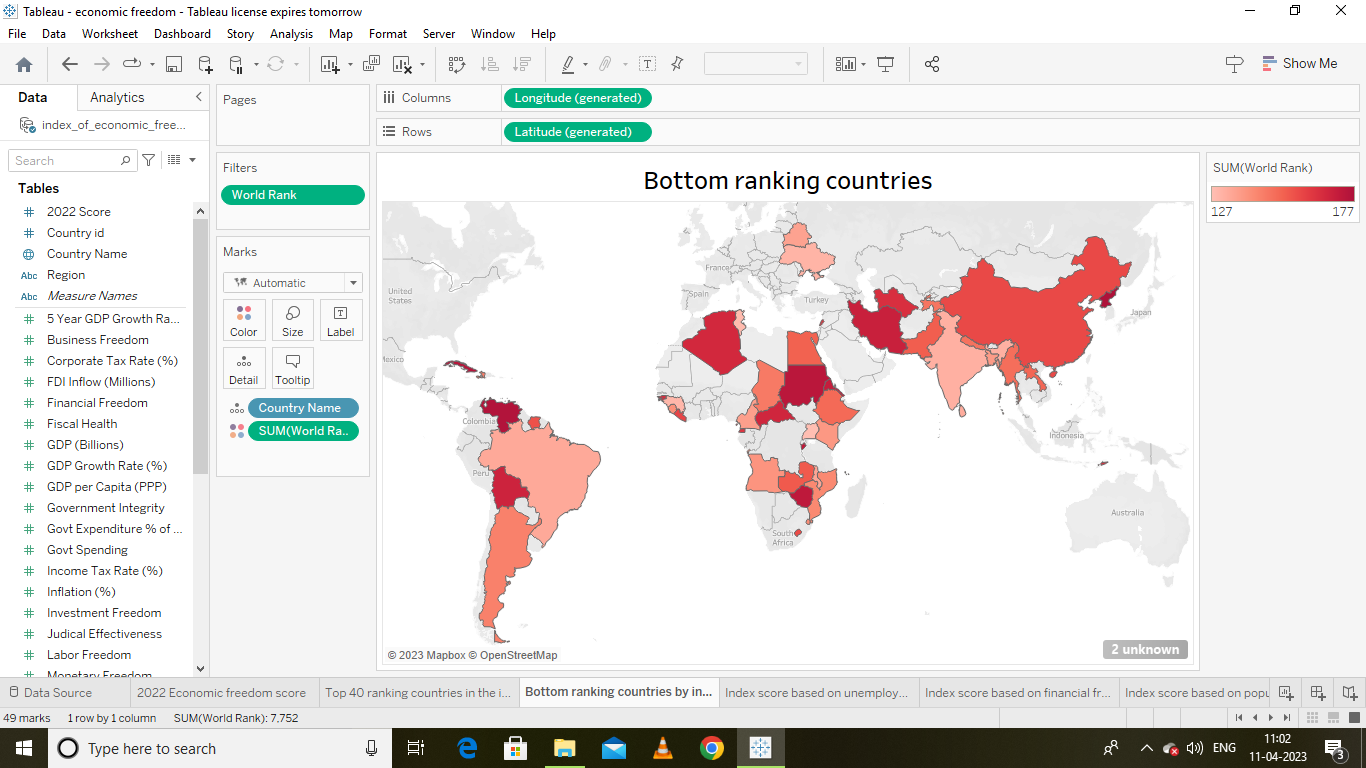 Tableau - economic freedom - Tableau license expires tomorrow
File Data Worksheet Dashboard Story Analysis Map Format Server Window Help
Show Me
Data Analytics
index_of_economic_free...
Search
Tables
# 2022 Score
# Country id
Country Name
Abc Region
Abc Measure Names
# 5 Year GDP Growth Ra...
# Business Freedom
# Corporate Tax Rate (%)
# FDI Inflow (Millions)
# Financial Freedom
# Fiscal Health
# GDP (Billions)
# GDP Growth Rate (%)
# GDP per Capita (PPP)
# Government Integrity
# Govt Expenditure % of ...
# Govt Spending
# Income Tax Rate (%)
# Inflation (%)
# Investment Freedom
# Judical Effectiveness
# Labor Freedom
# Monetary Freedom
Pages
Filters
World Rank
Marks
Automatic
Color Size Label
Detail Tooltip
Country Name
SUM(World Ra..
Columns Longitude (generated)
Rows Latitude (generated)
Bottom ranking countries
United States
Mexico
Colombia
Peru
France
Spain
Turkey
South Africa
Japan
Indonesia
Australia
© 2023 Mapbox © OpenStreetMap
2 unknown
SUM(World Rank)
127 177
Data Source 2022 Economic freedom score Top 40 ranking countries in the i... Bottom ranking countries by in... Index score based on unemploy... Index score based on financial fr... Index score based on popu
49 marks 1 row by 1 column SUM(World Rank): 7,752
Type here to search
ENG
11:02
11-04-2023
3